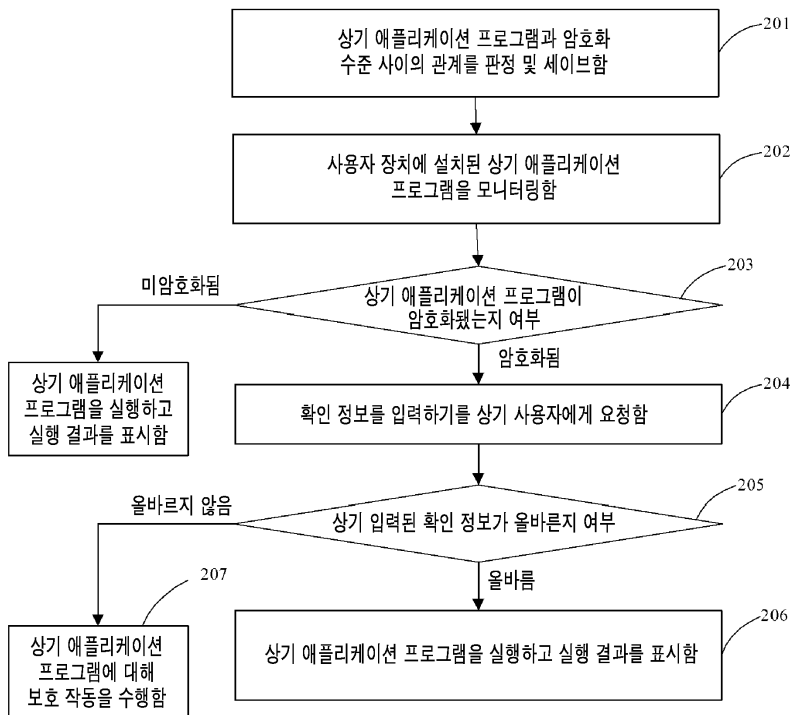 상기 애플리케이션 프로그램과 암호화
수준 사이의 관계를 판정 및 세이브함
201
사용자 장치에 설치된 상기 애플리케이션
프로그램을 모니터링함
202
203
미암호화됨
상기 애플리케이션 프로그램이
암호화됐는지 여부
암호화됨
상기 애플리케이션
프로그램을 실행하고
실행 결과를 표시함
204
확인 정보를 입력하기를 상기 사용자에게 요청함
205
올바르지 않음
상기 입력된 확인 정보가 올바른지 여부
올바름
207
206
상기 애플리케이션
프로그램에 대해
보호 작동을 수행함
상기 애플리케이션 프로그램을 실행하고 실행 결과를 표시함